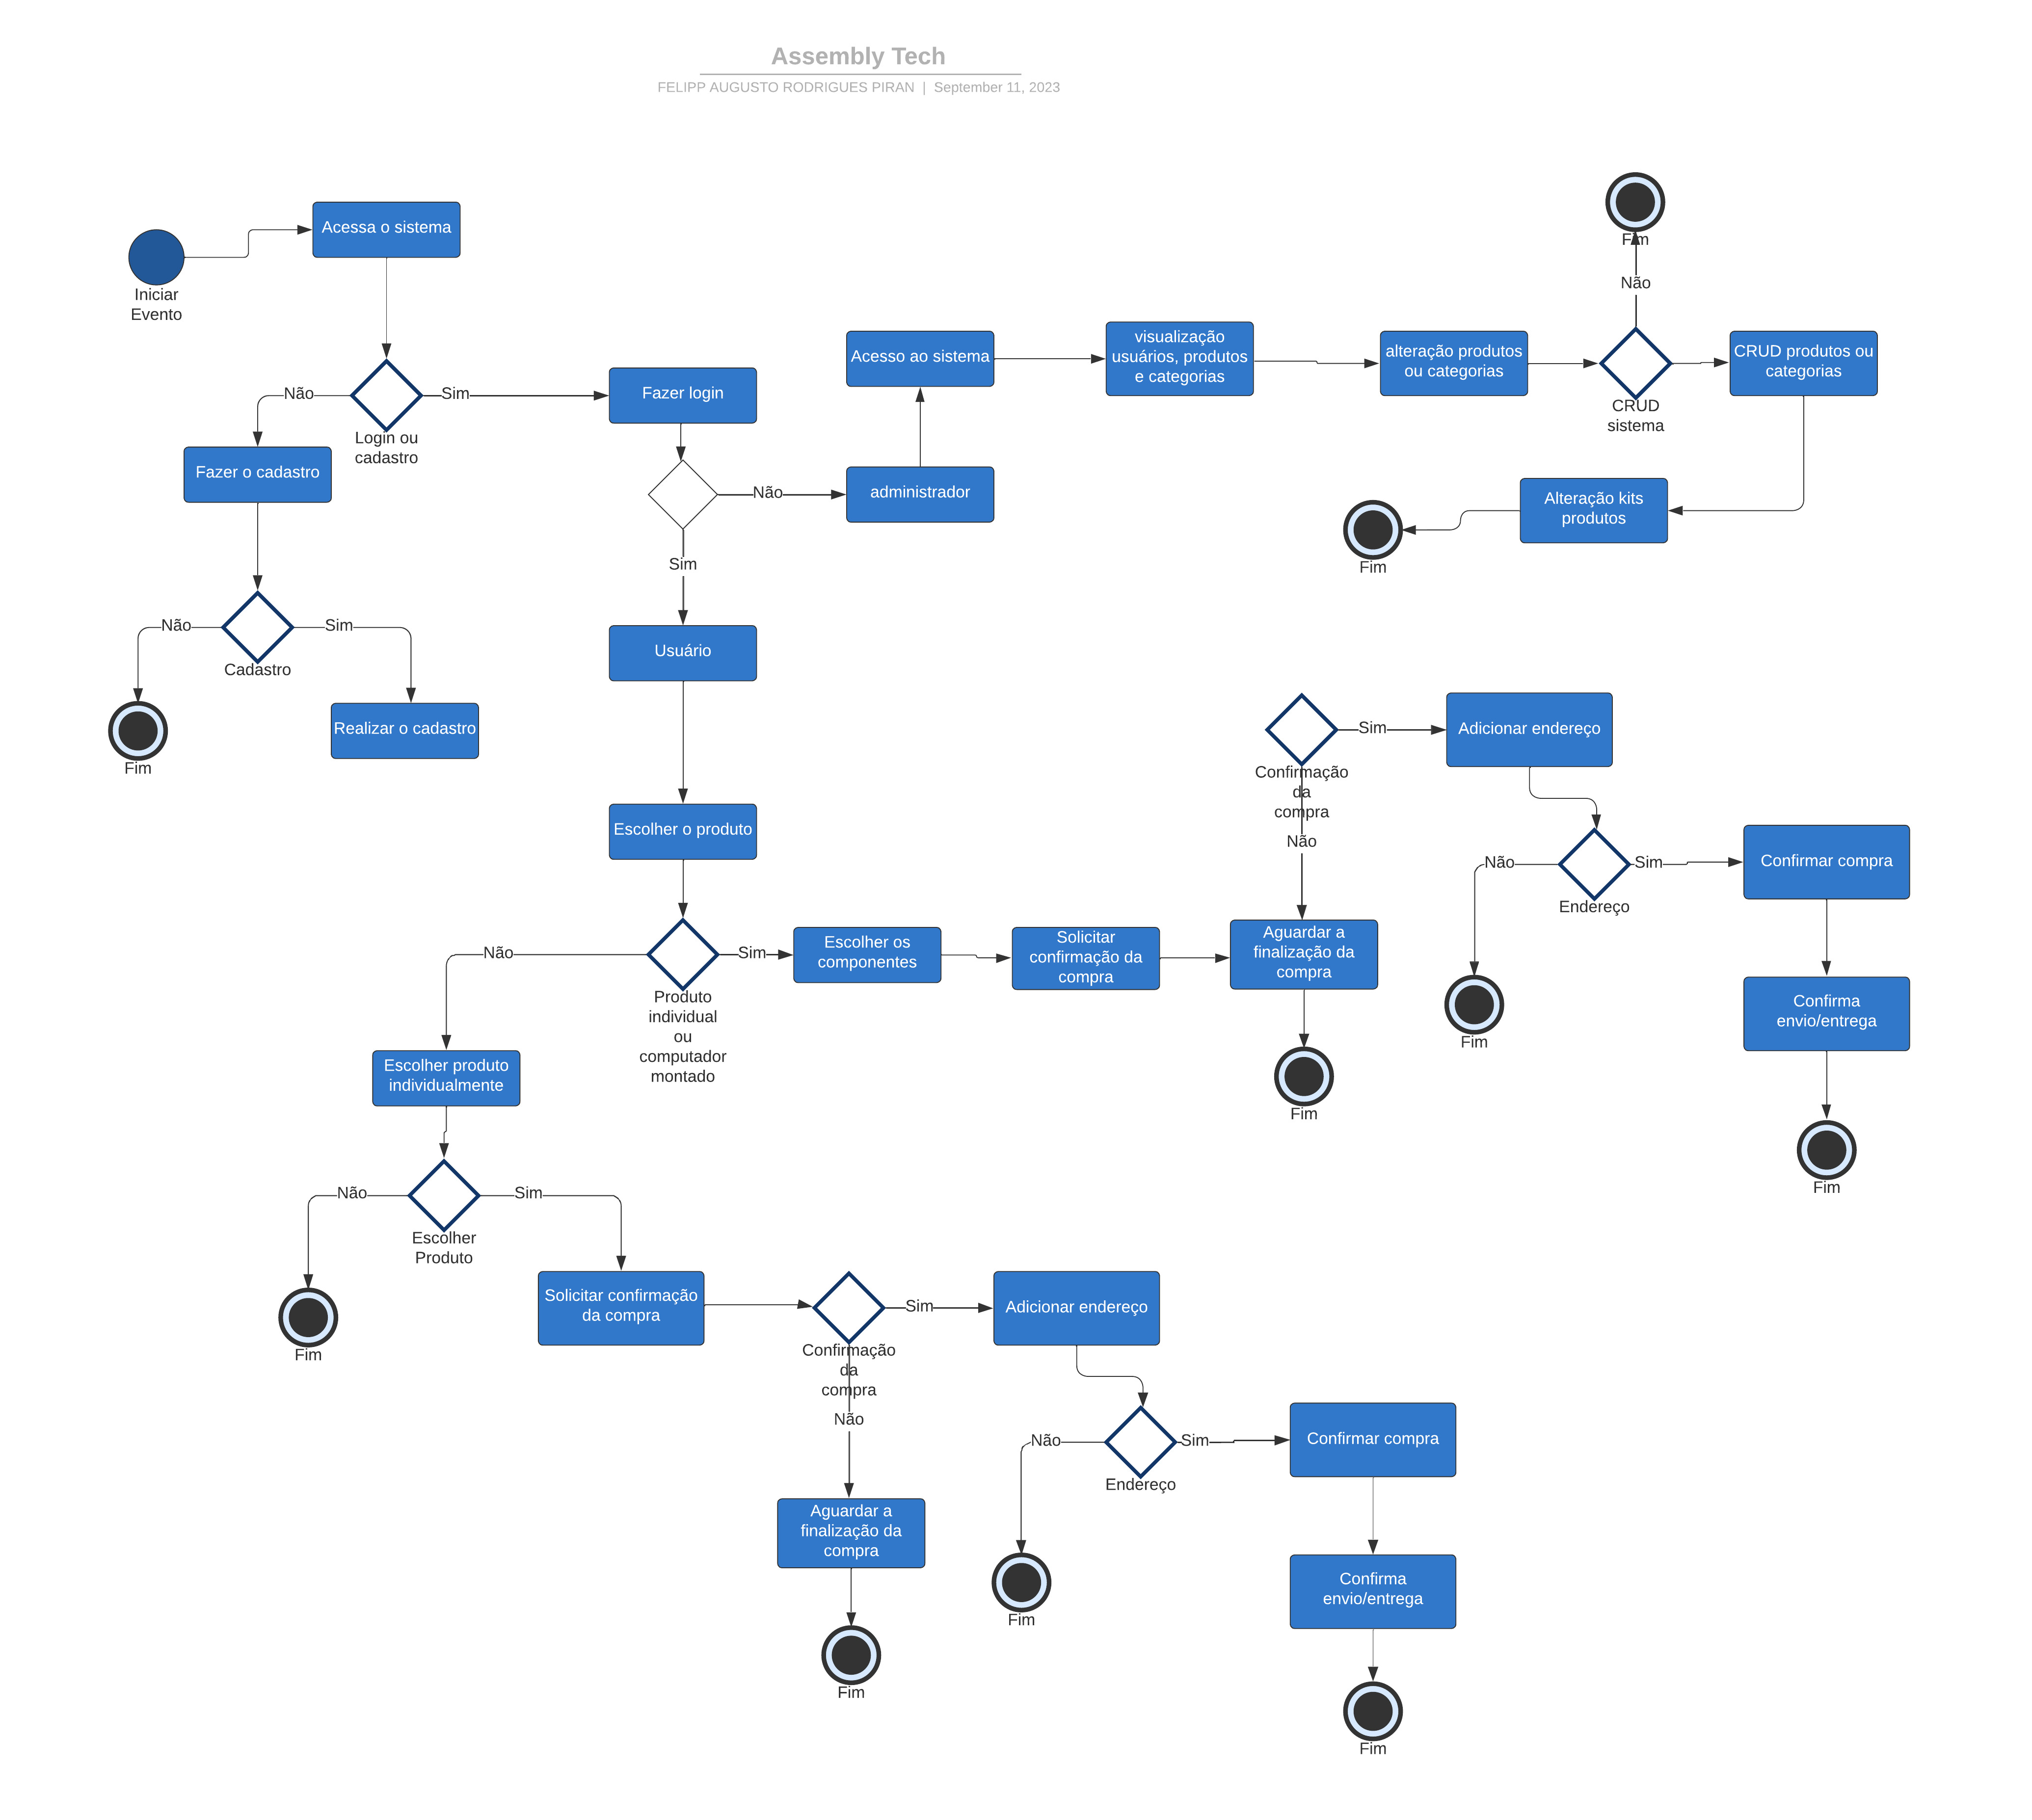 Assembly Tech
FELIPP AUGUSTO RODRIGUES PIRAN | September 11, 2023
Iniciar
Evento
Acessa o sistema
Não
Sim
Login ou
cadastro
Fazer o cadastro
Não
Sim
Cadastro
Fim
Realizar o cadastro
Fazer login
Não
Sim
administrador
Acesso ao sistema
visualização
usuários, produtos
e categorias
alteração produtos
ou categorias
Fim
Não
CRUD
sistema
CRUD produtos ou
categorias
Alteração kits
produtos
Fim
Usuário
Escolher o produto
Não
Sim
Produto
individual
ou
computador
montado
Escolher os
componentes
Solicitar
confirmação da
compra
Aguardar a
finalização da
compra
Fim
Confirmação
da
compra
Não
Sim
Adicionar endereço
Não
Sim
Endereço
Fim
Confirmar compra
Confirma
envio/entrega
Fim
Escolher produto
individualmente
Não
Sim
Escolher
Produto
Fim
Solicitar confirmação
da compra
Sim
Confirmação
da
compra
Não
Aguardar a
finalização da
compra
Fim
Adicionar endereço
Não
Sim
Endereço
Fim
Confirmar compra
Confirma
envio/entrega
Fim